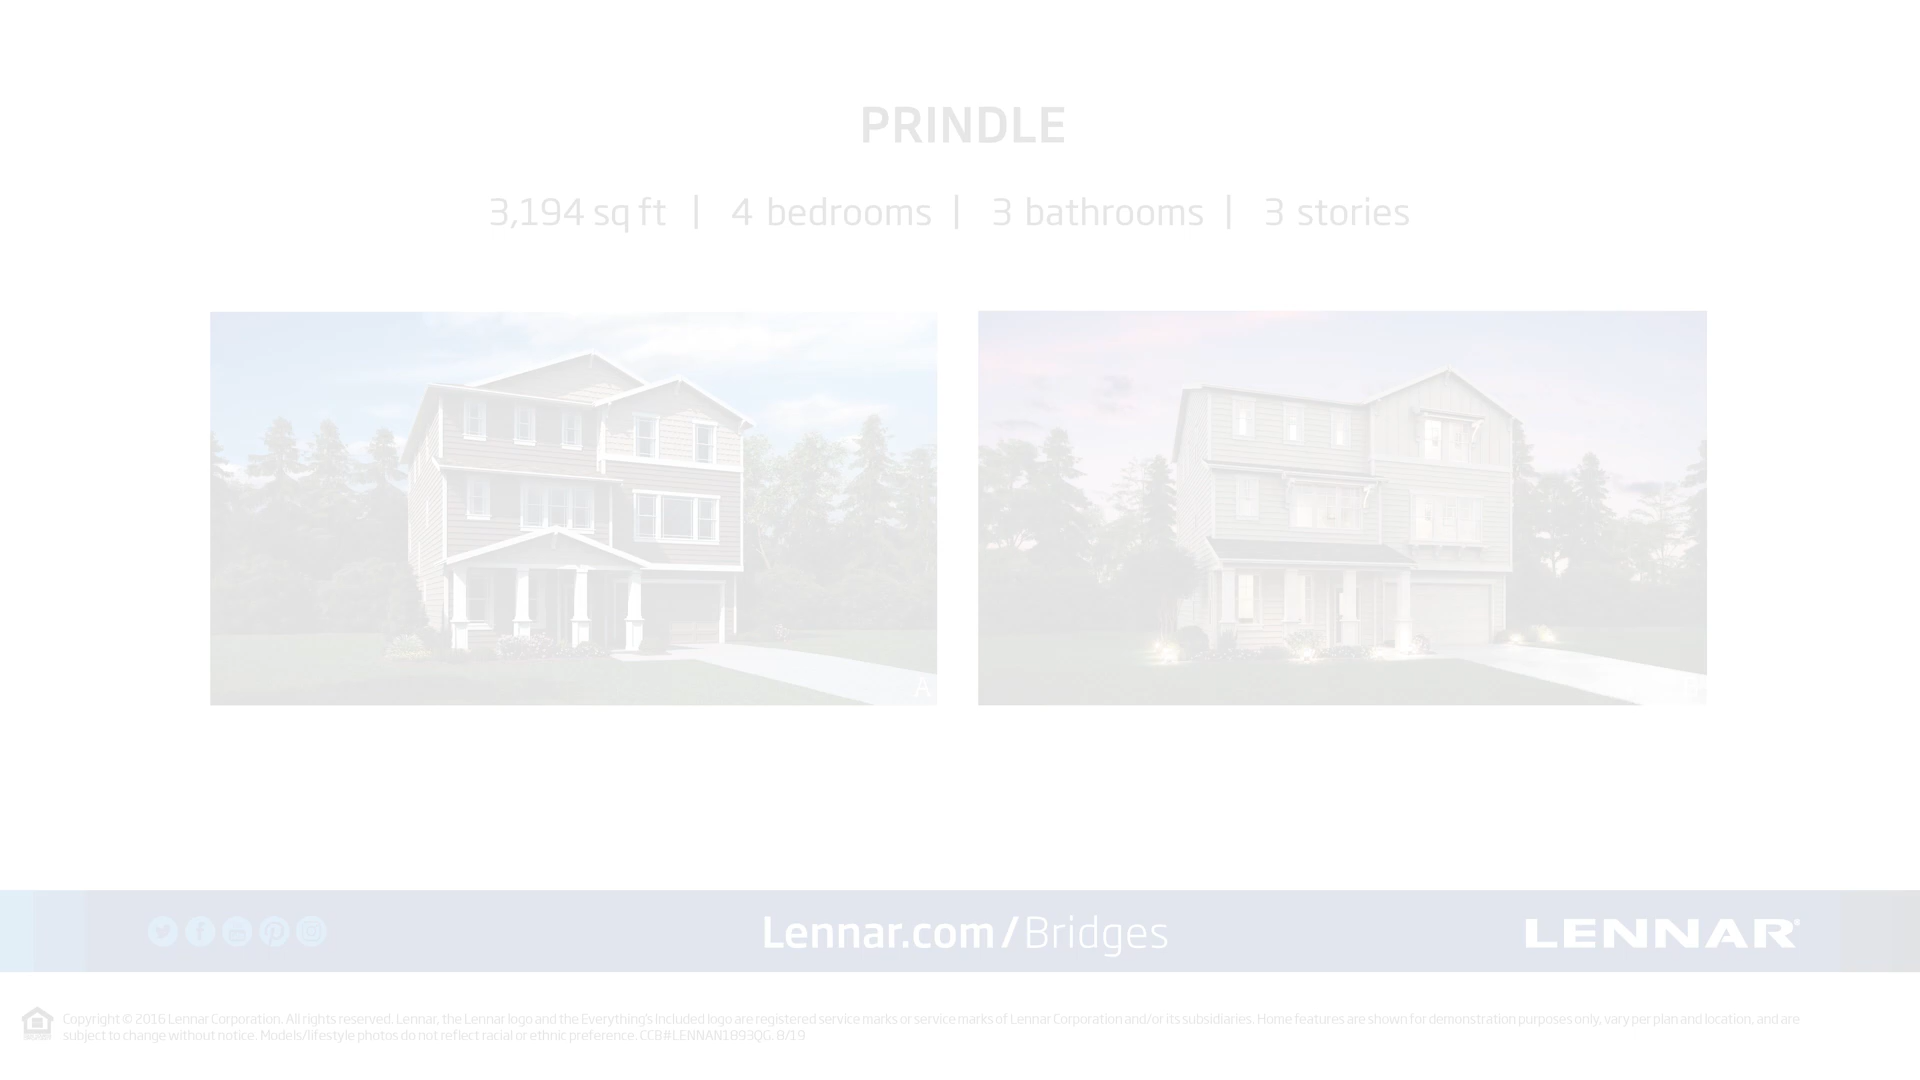 PRINDLE
3,194 sq ft | 4 bedrooms | 3 bathrooms | 3 stories
A
Lennar.com/Bridges
LENNAR®
Copyright © 2016 Lennar Corporation. All rights reserved. Lennar, the Lennar logo and the Everything's Included logo are registered service marks or service marks of Lennar Corporation and/or its subsidiaries. Home features are shown for demonstration purposes only, vary per plan and location, and are
subject to change without notice. Models/lifestyle photos do not reflect racial or ethnic preference. CCB#LENNAN1893QG. 8/19